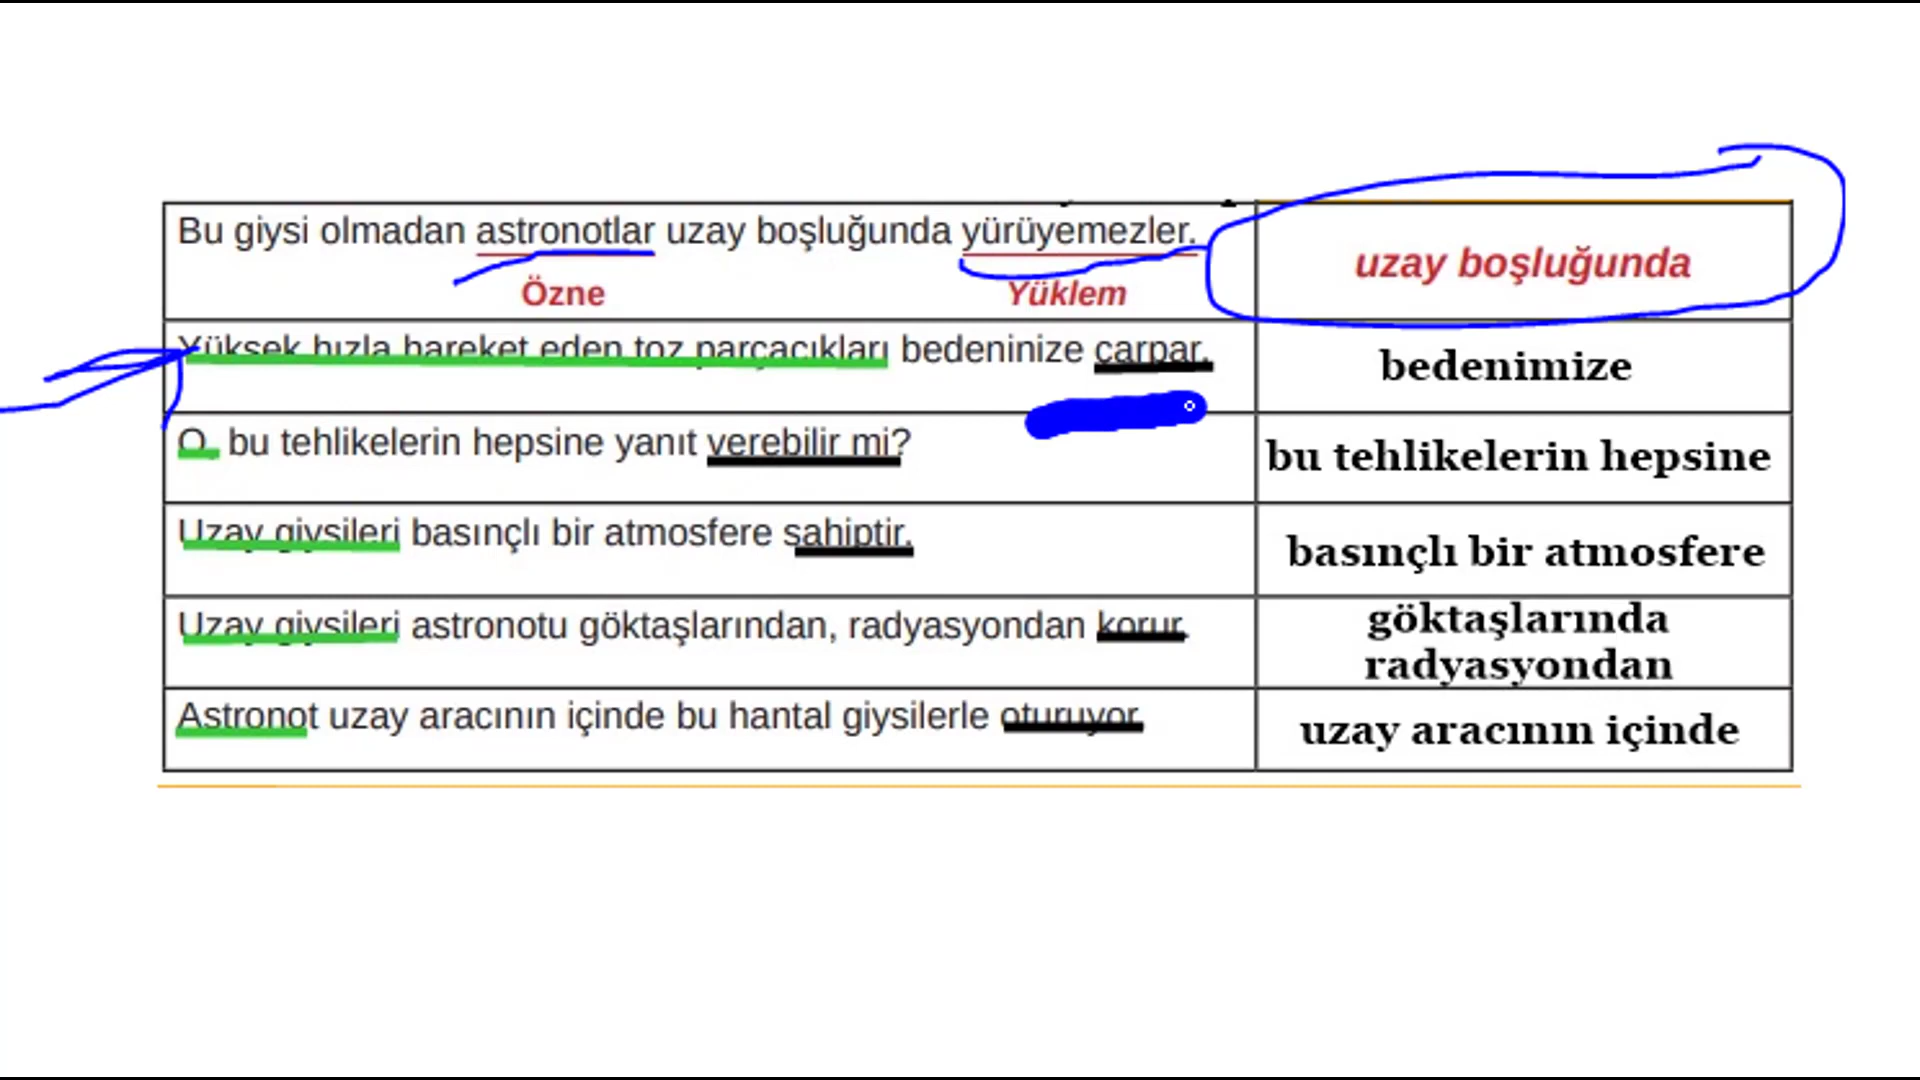 Bu giysi olmadan astronotlar uzay boşluğunda yürüyemezler.
Özne Yüklem
uzay boşluğunda
Yüksek hızla hareket eden toz parçacıkları bedeninize çarpar.
bedenimize
O, bu tehlikelerin hepsine yanıt verebilir mi?
bu tehlikelerin hepsine
Uzay giysileri basınçlı bir atmosfere sahiptir.
basınçlı bir atmosfere
Uzay giysileri astronotu göktaşlarından, radyasyondan korur.
göktaşlarında
radyasyondan
Astronot uzay aracının içinde bu hantal giysilerle oturuyor.
uzay aracının içinde